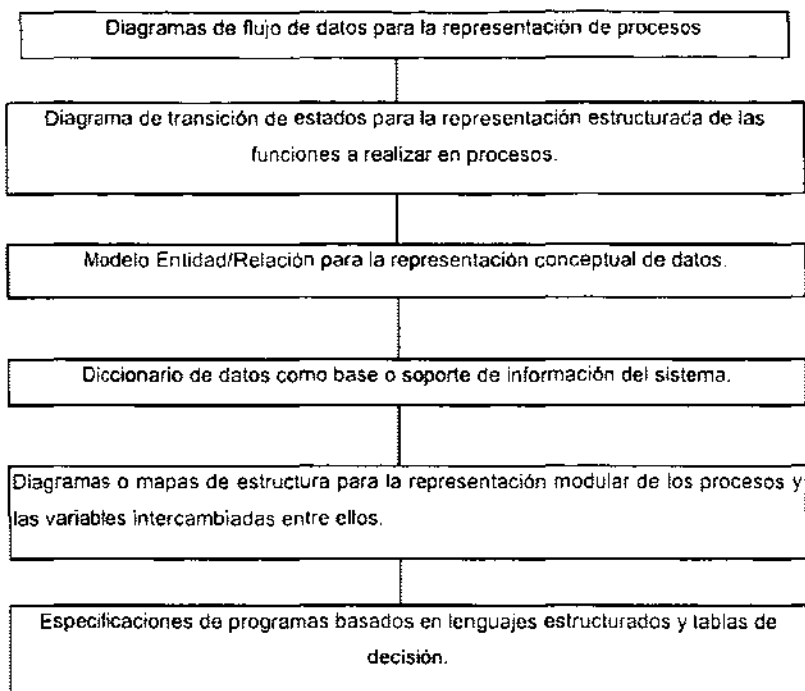 Diagramas de flujo de datos para la representación de procesos
Diagrama de transición de estados para la representación estructurada de las
funciones a realizar en procesos.
Modelo Entidad/Relación para la representación conceptual de datos.
Diccionario de datos como base o soporte de información del sistema.
Diagramas o mapas de estructura para la representación modular de los procesos y
las variables intercambiadas entre ellos.
Especificaciones de programas basados en lenguajes estructurados y tablas de
decisión.